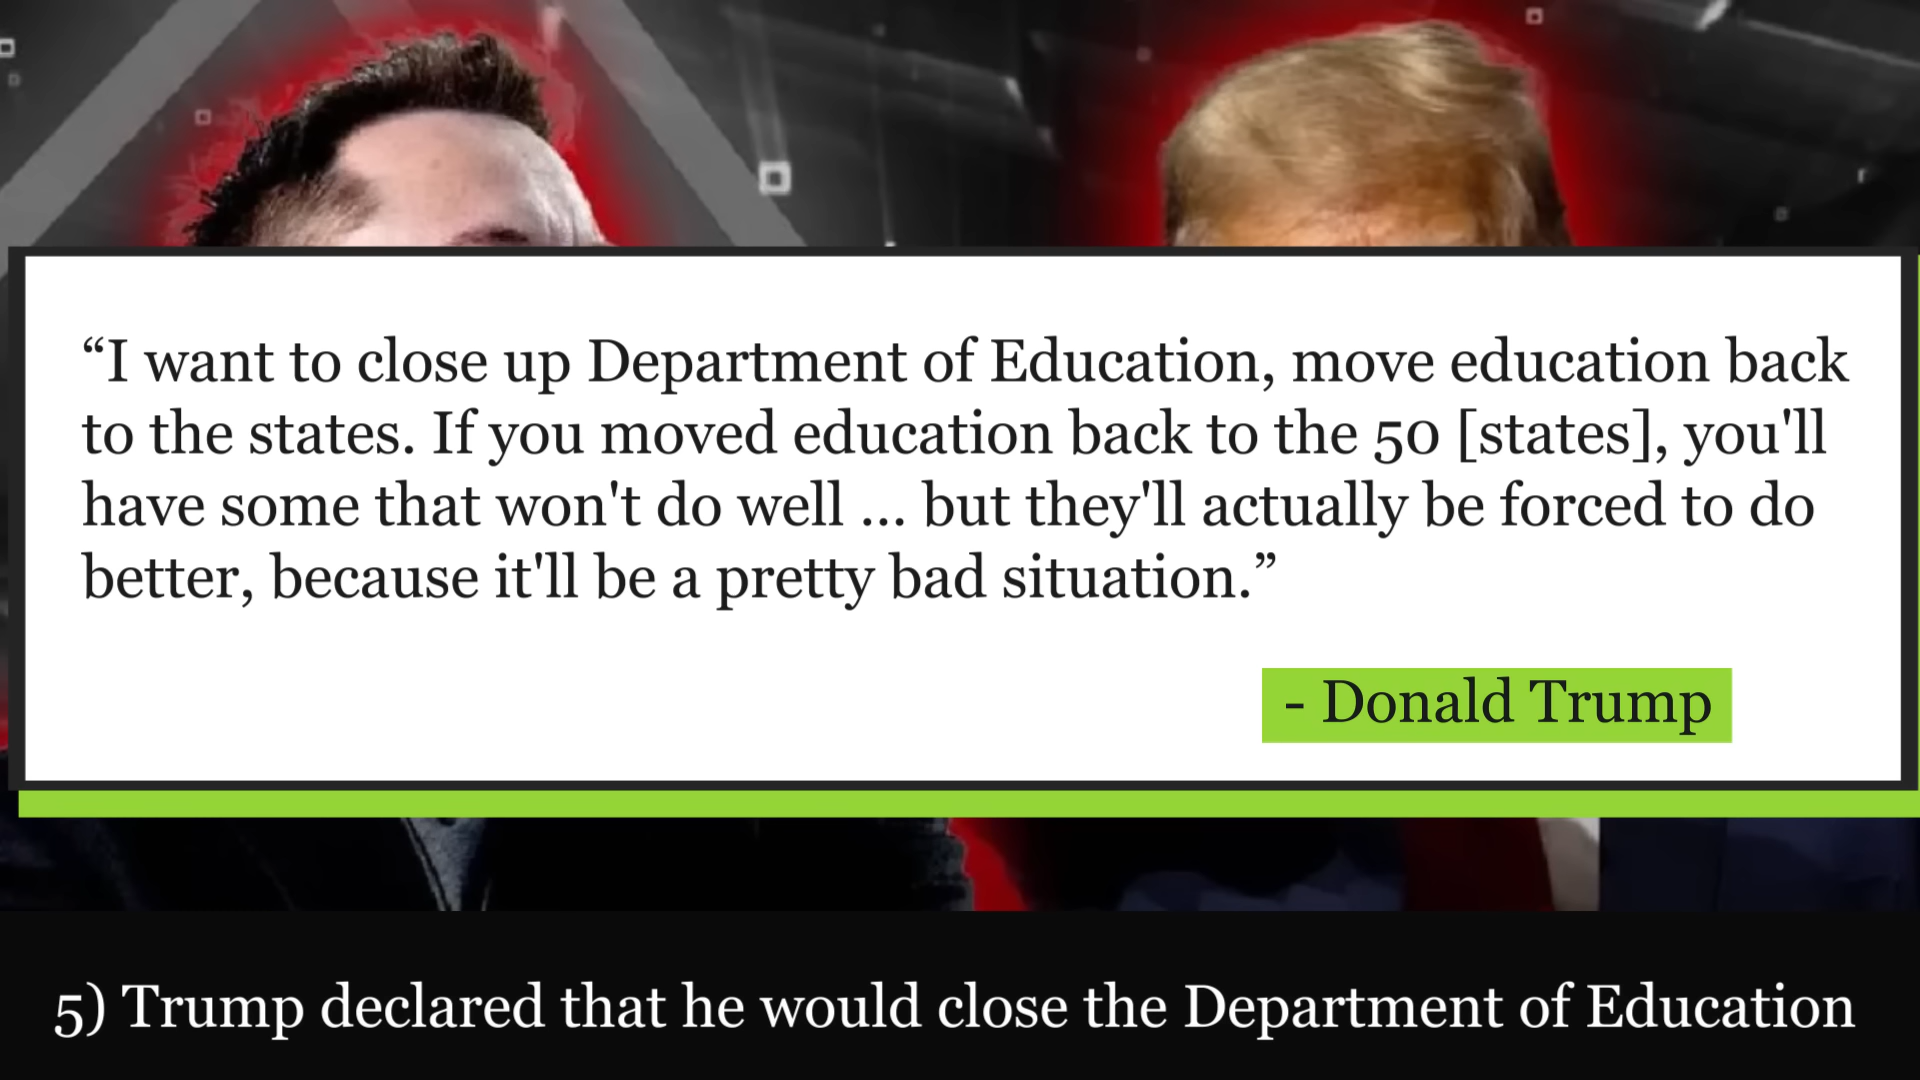 “I want to close up Department of Education, move education back
to the states. If you moved education back to the 50 [states], you'll
have some that won't do well ... but they'll actually be forced to do
better, because it'll be a pretty bad situation.”
- Donald Trump
5) Trump declared that he would close the Department of Education